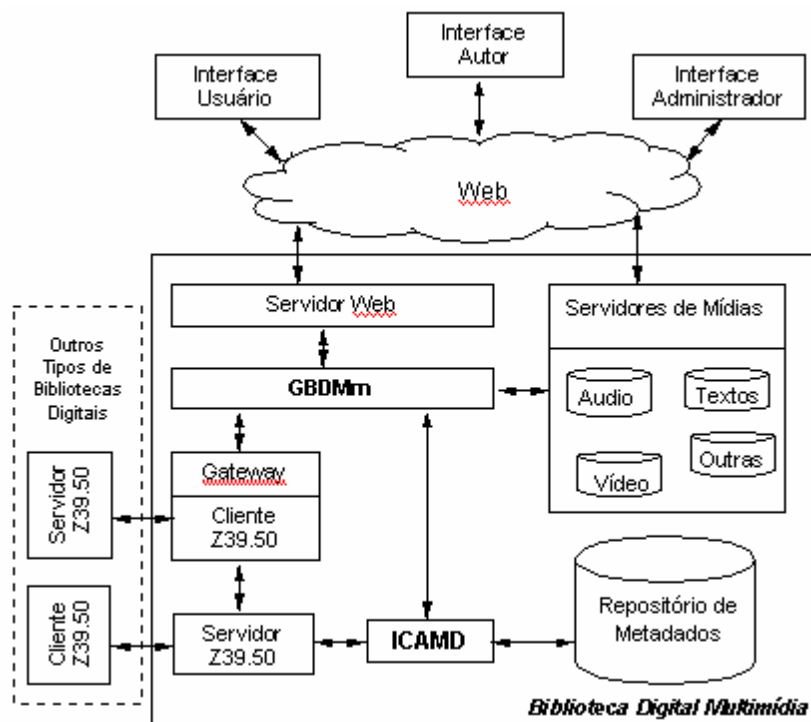 Interface
Autor
Interface
Usuário
Interface
Administrador
Web
Servidor Web
Servidores de Mídias
Outros
Tipos de
Bibliotecas
Digitais
GBDMm
Audio
Textos
Vídeo
Outras
Gateway
Cliente
Z39.50
Servidor
Z39.50
Cliente
Z39.50
Servidor
Z39.50
ICAMD
Repositório de
Metadados
Biblioteca Digital Multimídia